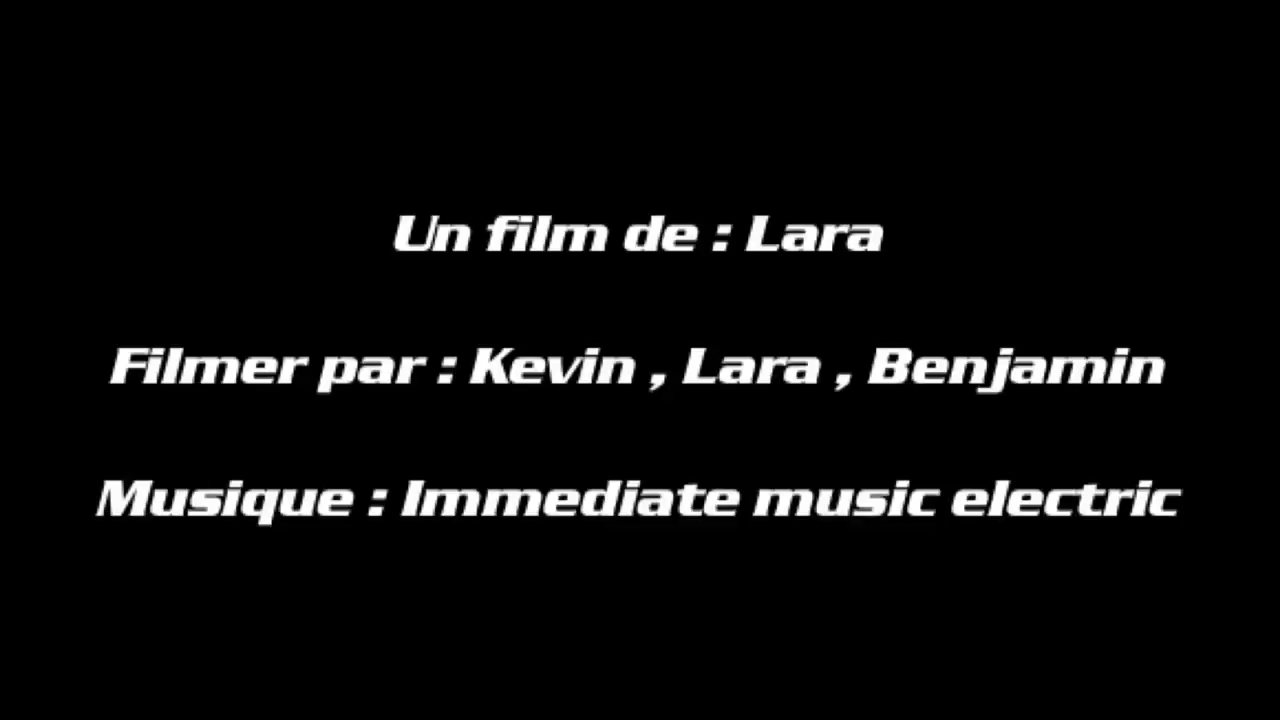 Un film de : Lara
Filmer par : Kevin , Lara , Benjamin
Musique : Immediate music electric